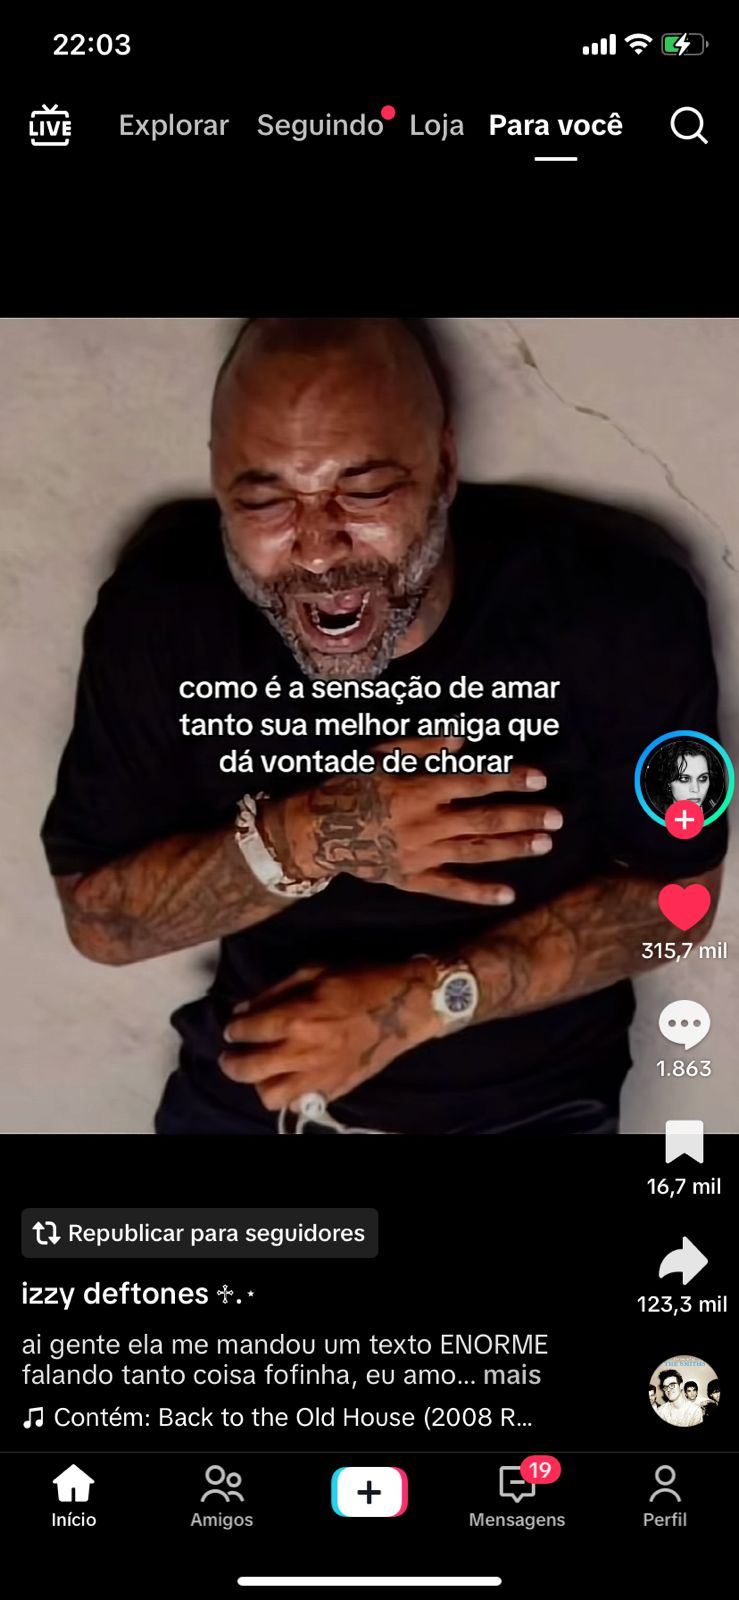 22:03
LIVE
Explorar Seguindo Loja Para você
como é a sensação de amar
tanto sua melhor amiga que
dá vontade de chorar
315,7 mil
1.863
16,7 mil
123,3 mil
Republicar para seguidores
izzy deftones ♱.⋆
ai gente ela me mandou um texto ENORME
falando tanto coisa fofinha, eu amo... mais
Contém: Back to the Old House (2008 R...
THE SMITHS
19
Início Amigos Mensagens Perfil